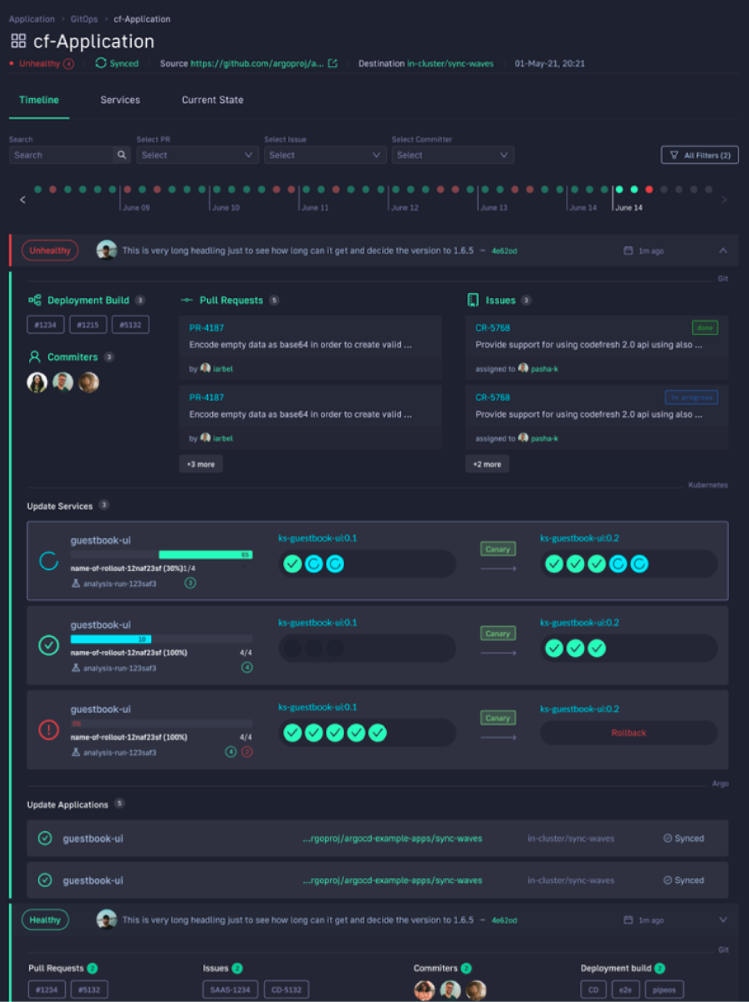 Application > GitOps > cf-Application
cf-Application
Unhealthy 4 Synced Source https://github.com/argoproj/a... Destination in-cluster/sync-waves 01-May-21, 20:21
Timeline Services Current State
Search Select PR Select Issue Select Committer
Search Select Select Select All Filters (2)
June 09 June 10 June 11 June 12 June 13 June 14 June 14
Unhealthy This is very long headling just to see how long can it get and decide the version to 1.6.5 – 4e62od 1m ago
Git
Deployment Build 3 Pull Requests 5 Issues 3
#1234 #1215 #5132
PR-4187
Encode empty data as base64 in order to create valid ...
by iarbel
CR-5768 done
Provide support for using codefresh 2.0 api using also ...
assigned to pasha-k
Commiters 3
PR-4187
Encode empty data as base64 in order to create valid ...
by iarbel
CR-5768 In progress
Provide support for using codefresh 2.0 api using also ...
assigned to pasha-k
+3 more +2 more
Kubernetes
Update Services 3
guestbook-ui ks-guestbook-ui:0.1 Canary ks-guestbook-ui:0.2
65
name-of-rollout-12naf23sf (30%)1/4
analysis-run-123saf3 3
guestbook-ui ks-guestbook-ui:0.1 Canary ks-guestbook-ui:0.2
10
name-of-rollout-12naf23sf (100%) 4/4
analysis-run-123saf3 4
guestbook-ui ks-guestbook-ui:0.1 Canary ks-guestbook-ui:0.2
name-of-rollout-12naf23sf (100%) 4/4 Rollback
analysis-run-123saf3 4 2
Argo
Update Applications 5
guestbook-ui ...rgoproj/argocd-example-apps/sync-waves in-cluster/sync-waves Synced
guestbook-ui ...rgoproj/argocd-example-apps/sync-waves in-cluster/sync-waves Synced
Healthy This is very long headling just to see how long can it get and decide the version to 1.6.5 – 4e62od 1m ago
Git
Pull Requests 2 Issues 2 Commiters 2 Deployment build 2
#1234 #5132 SAAS-1234 CD-5132 CD e2e pipeos